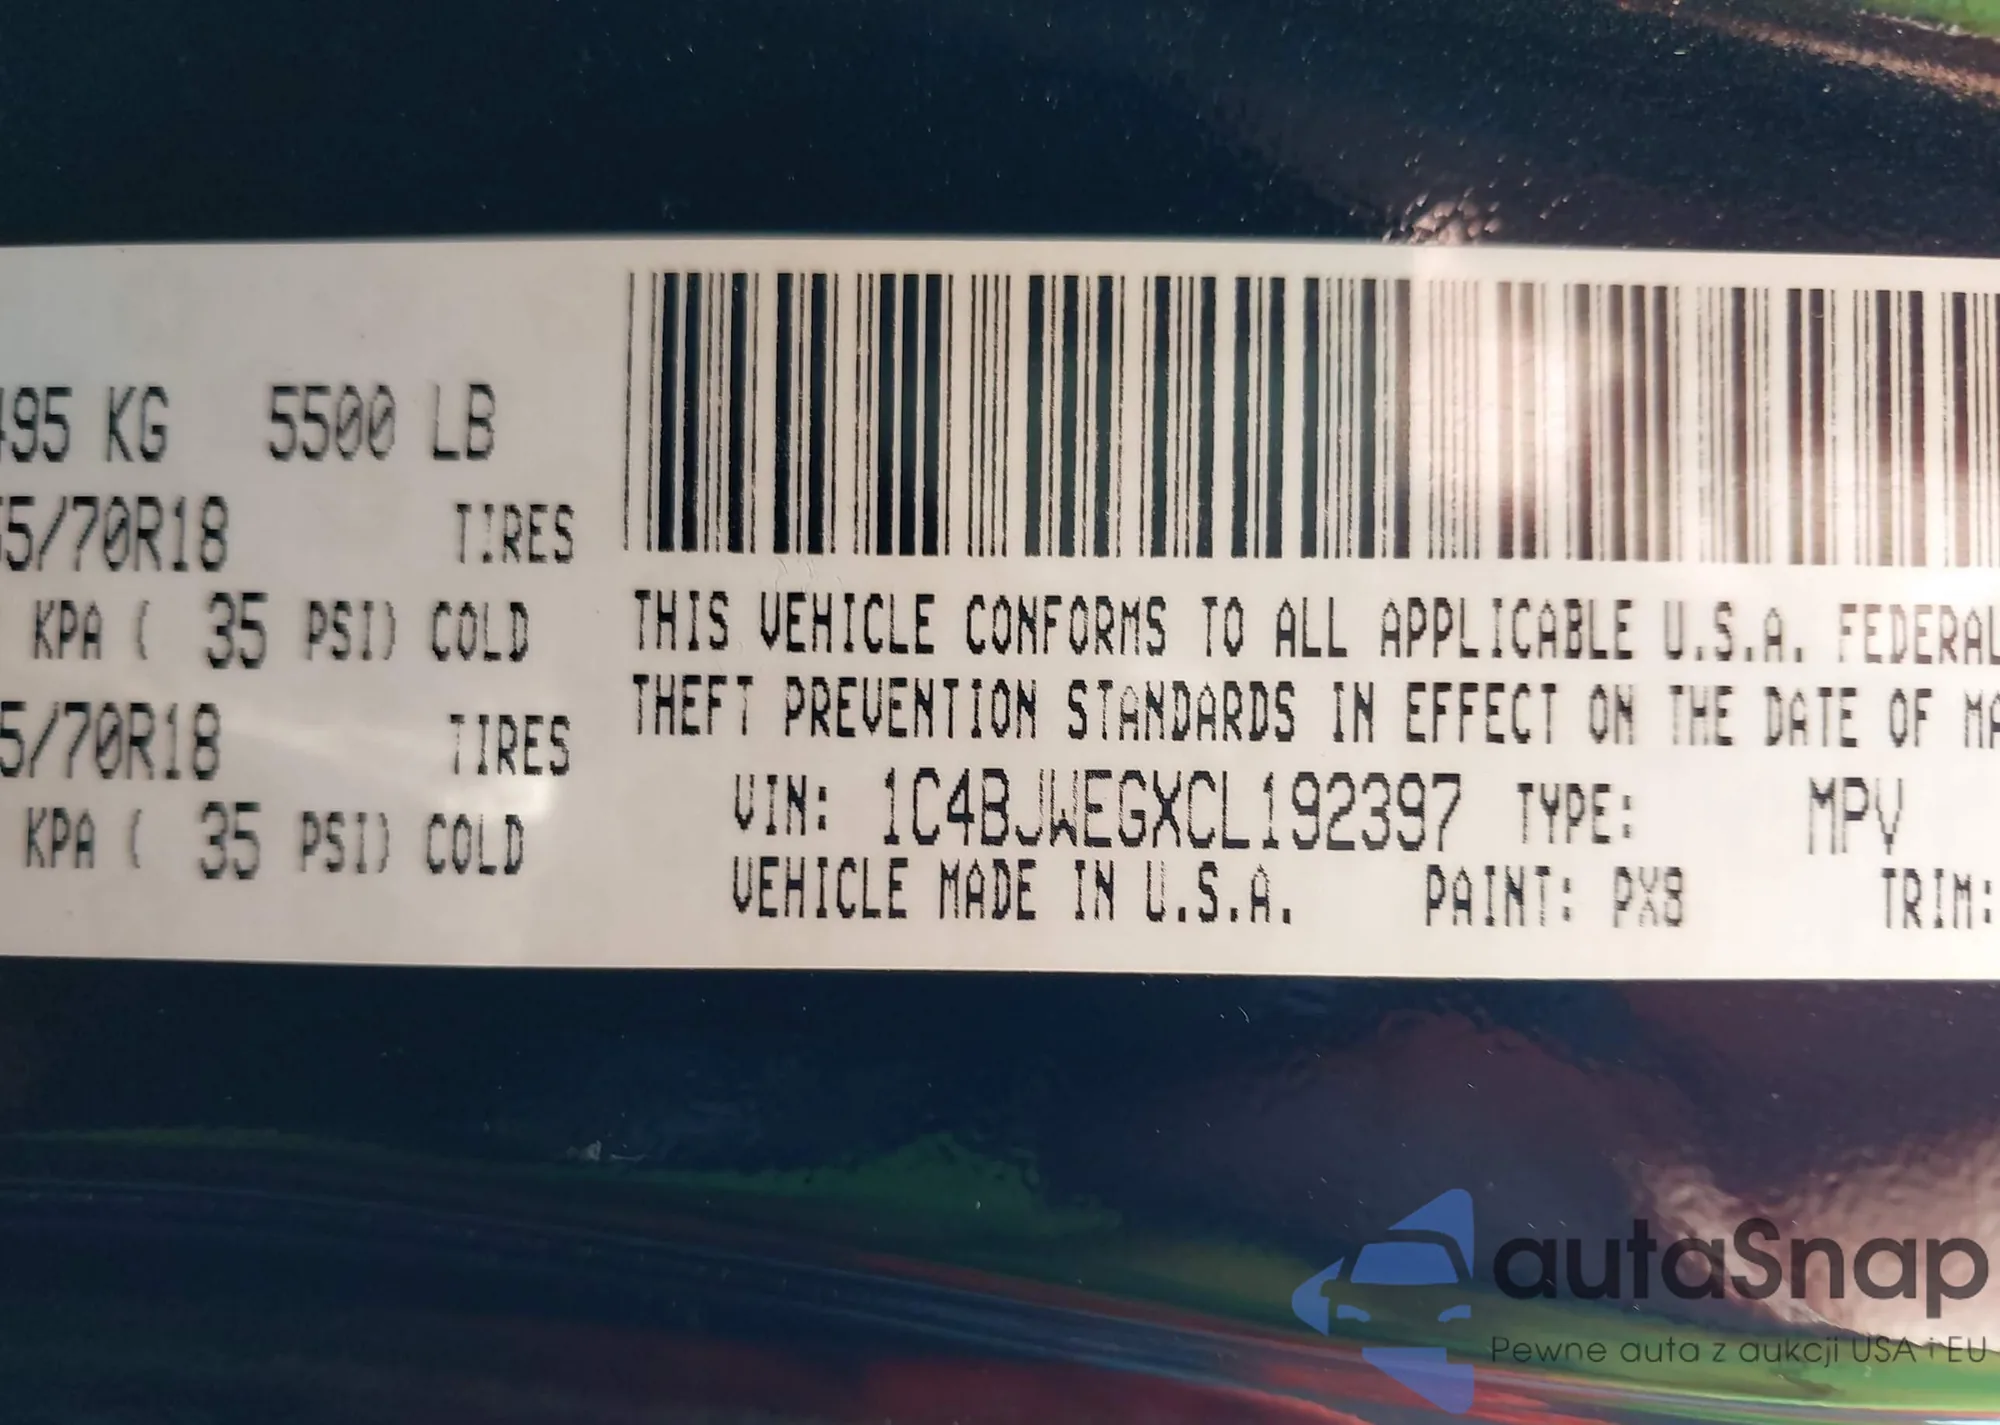 495 KG 5500 LB
55/70R18 TIRES
KPA ( 35 PSI) COLD
5/70R18 TIRES
KPA ( 35 PSI) COLD
THIS VEHICLE CONFORMS TO ALL APPLICABLE U.S.A. FEDERAL
THEFT PREVENTION STANDARDS IN EFFECT ON THE DATE OF MA
VIN: 1C4BJWEGXCL192397 TYPE: MPV
VEHICLE MADE IN U.S.A. PAINT: PX8 TRIM:
autaSnap
Pewne auta z aukcji USA i EU